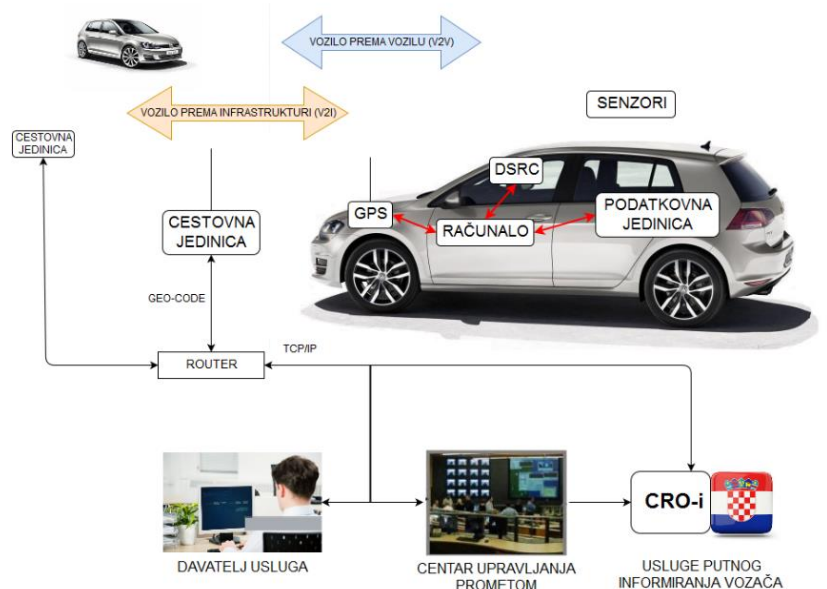 VOZILO PREMA VOZILU (V2V)
VOZILO PREMA INFRASTRUKTURI (V2I)
SENZORI
CESTOVNA
JEDINICA
DSRC
GPS
RAČUNALO
PODATKOVNA
JEDINICA
CESTOVNA
JEDINICA
GEO-CODE
ROUTER
TCP/IP
CRO-i
DAVATELJ USLUGA
CENTAR UPRAVLJANJA
PROMETOM
USLUGE PUTNOG
INFORMIRANJA VOZAČA